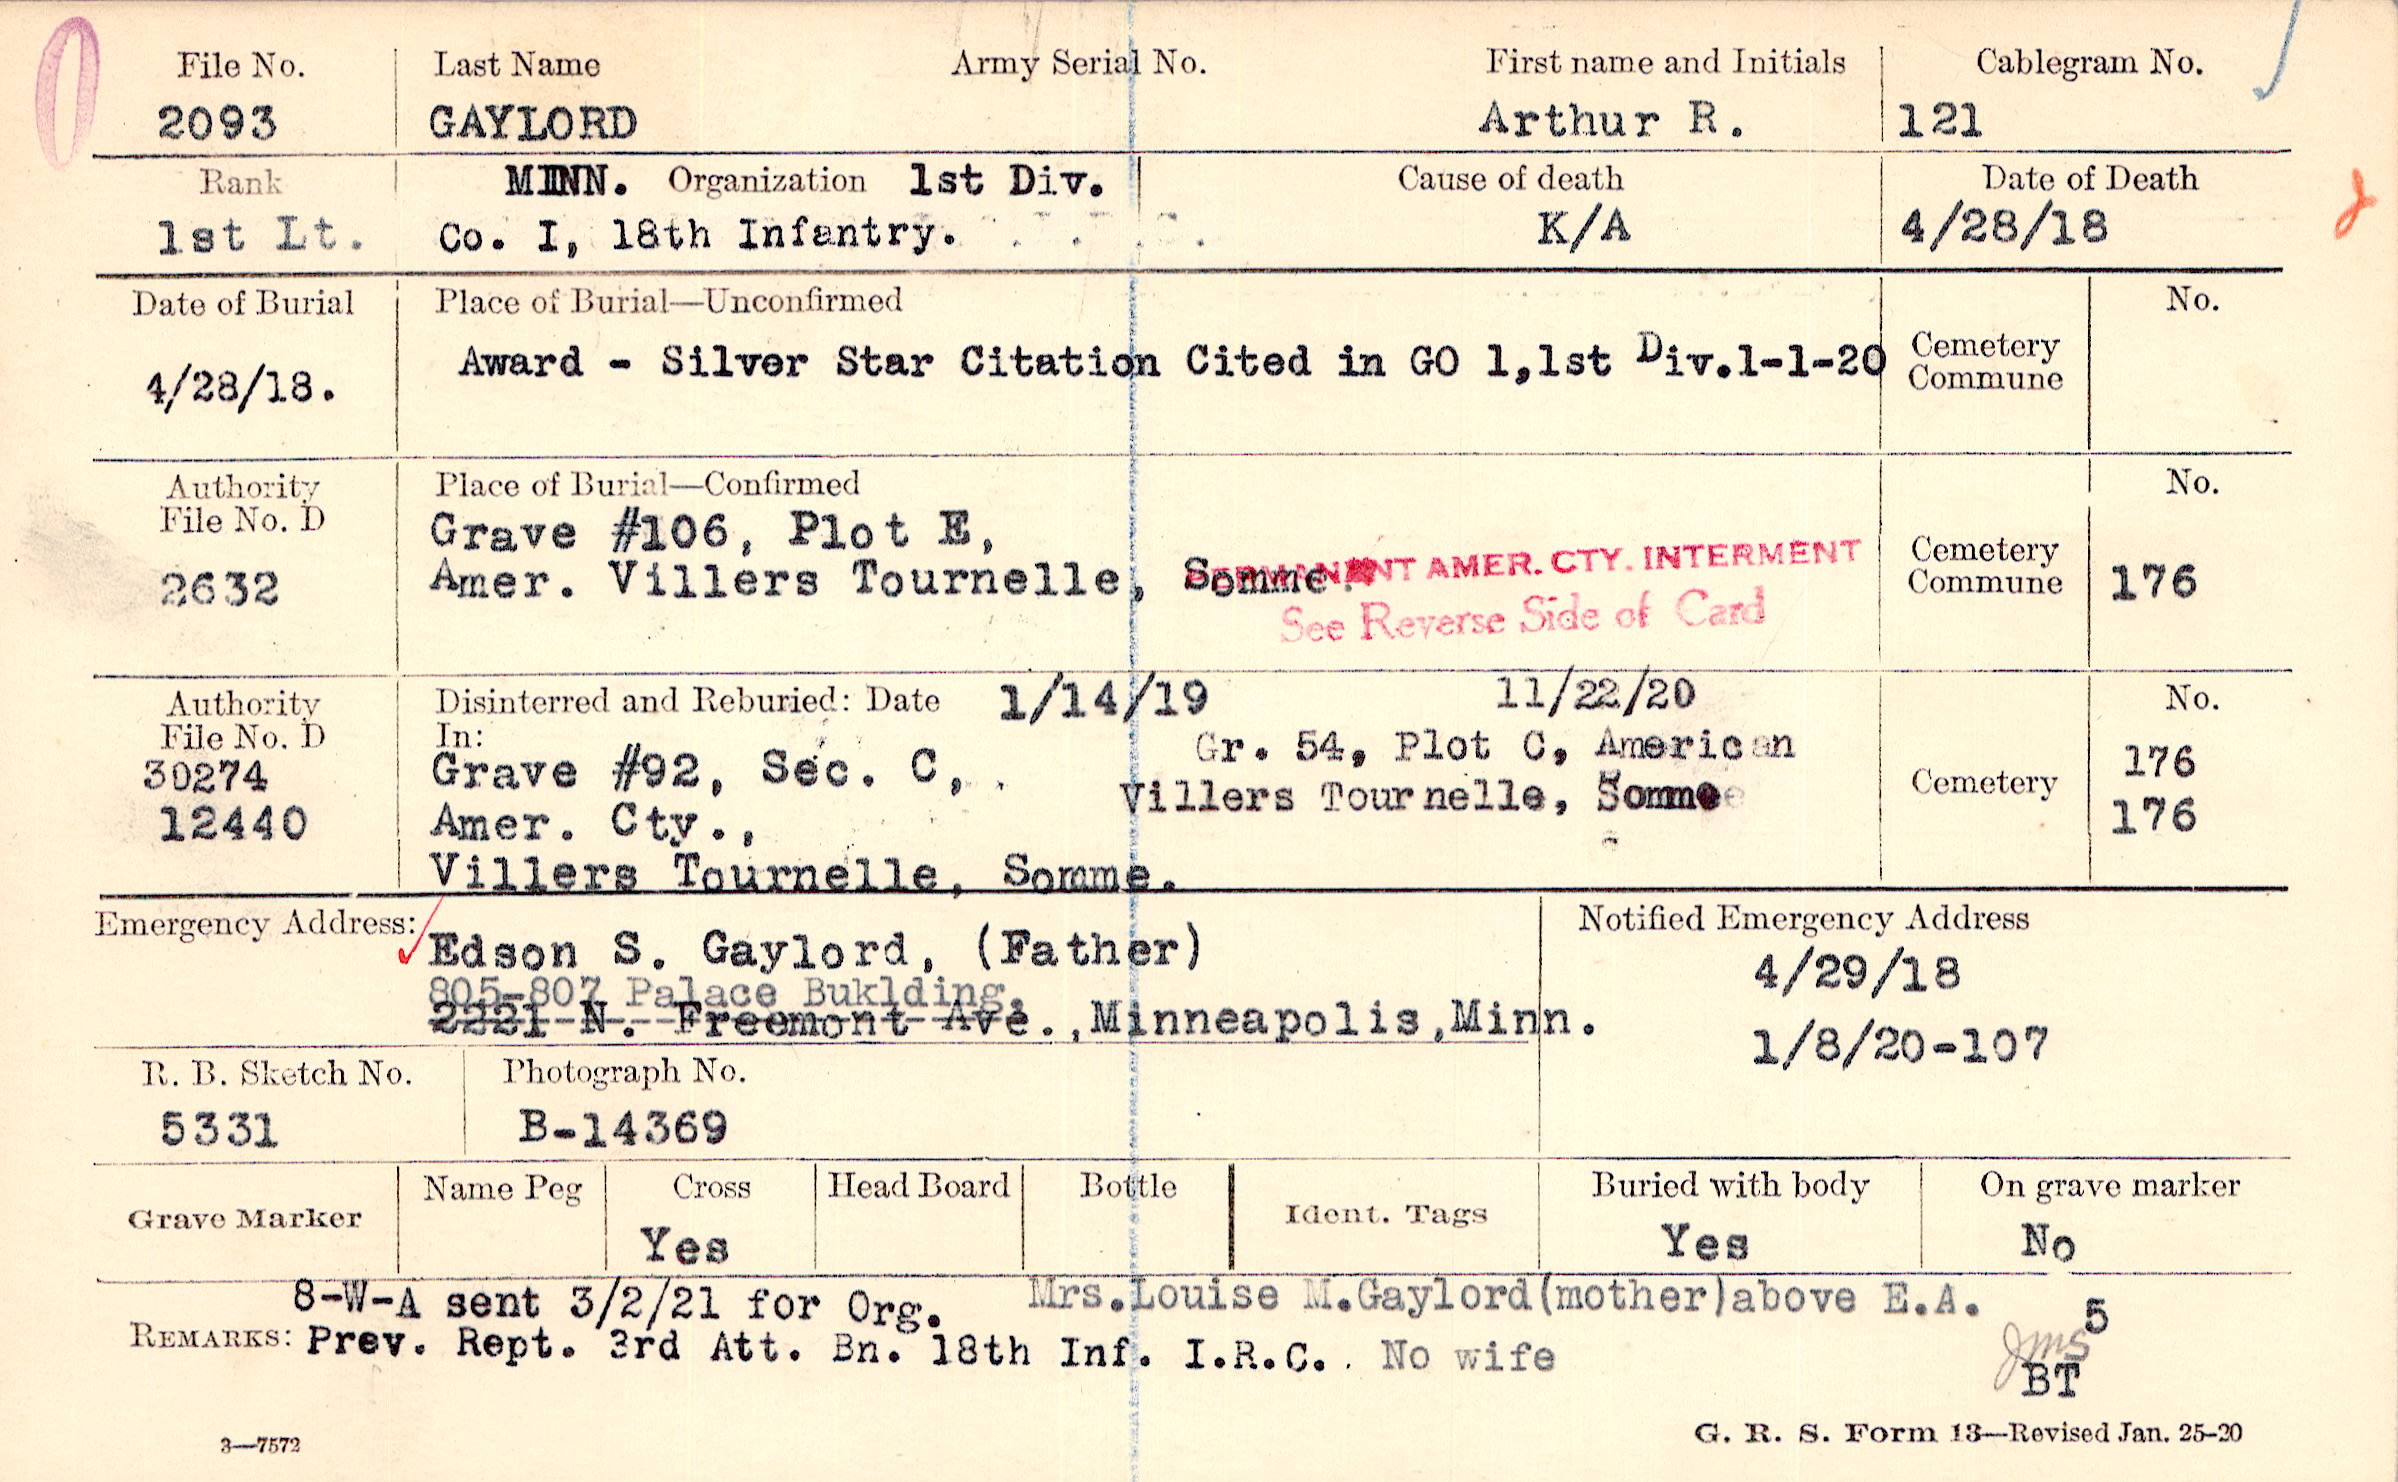 File No. Last Name Army Serial No. First name and Initials Cablegram No.
2093 GAYLORD Arthur R. 121
Rank MINN. Organization 1st Div. Cause of death Date of Death
1st Lt. Co. I, 18th Infantry. K/A 4/28/18
Date of Burial Place of Burial—Unconfirmed No.
4/28/18. Award - Silver Star Citation Cited in GO 1,1st Div.1-1-20 Cemetery
Commune
Authority Place of Burial—Confirmed No.
File No. D Grave #106, Plot E,
2632 Amer. Villers Tournelle, Somme. Cemetery
Commune 176
PERMANENT AMER. CTY. INTERMENT
See Reverse Side of Card
Authority Disinterred and Reburied: Date 1/14/19 11/22/20 No.
File No. D In: Gr. 54, Plot C, American
30274 Grave #92, Sec. C, Villers Tournelle, Somme Cemetery 176
12440 Amer. Cty., 176
Villers Tournelle, Somme.
Emergency Address: Notified Emergency Address
Edson S. Gaylord, (Father) 4/29/18
805-807 Palace Buklding.
2221 N. Freemont Ave.,Minneapolis,Minn. 1/8/20-107
R. B. Sketch No. Photograph No.
5331 B-14369
Grave Marker Name Peg Cross Head Board Bottle Ident. Tags Buried with body On grave marker
Yes Yes No
8-W-A sent 3/2/21 for Org. Mrs.Louise M.Gaylord(mother)above E.A. 5
REMARKS: Prev. Rept. 3rd Att. Bn. 18th Inf. I.R.C. No wife
JMS
BT
3—7572 G. R. S. Form 13—Revised Jan. 25-20